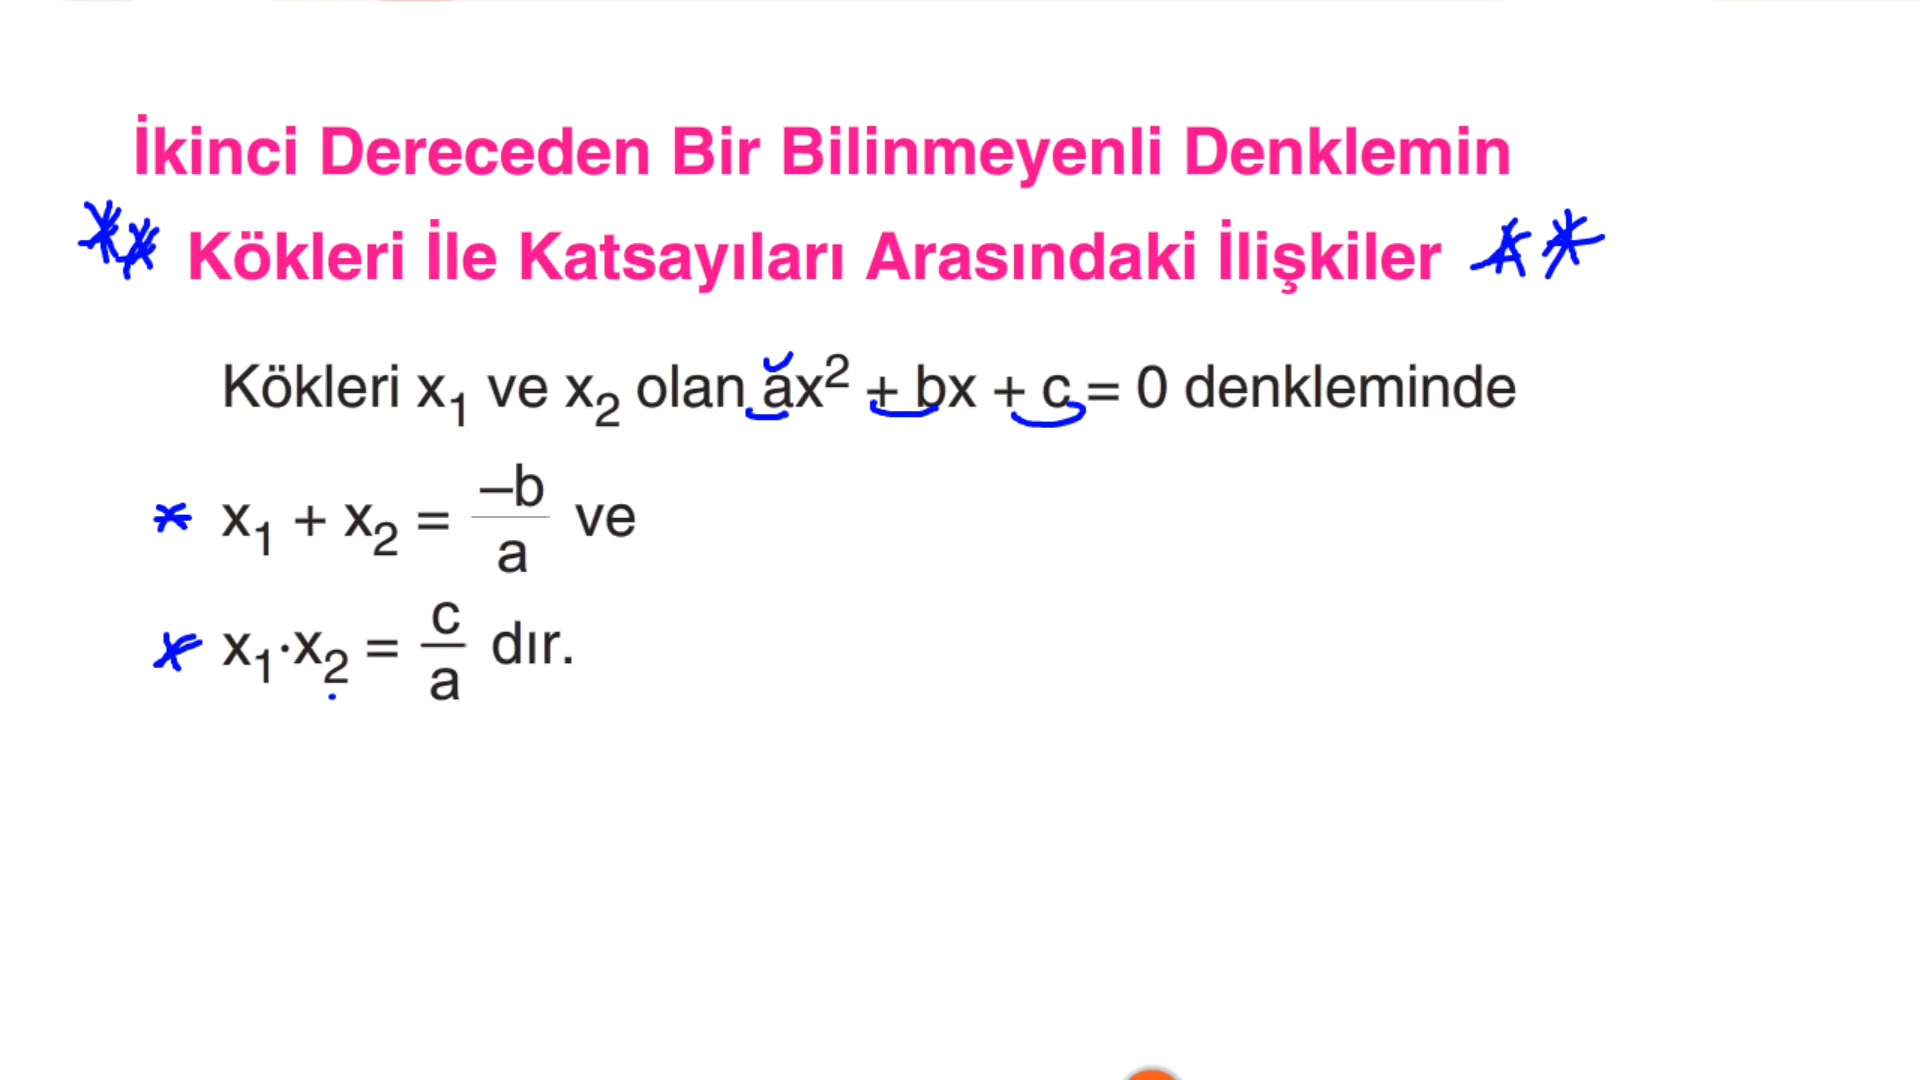 İkinci Dereceden Bir Bilinmeyenli Denklemin
** Kökleri İle Katsayıları Arasındaki İlişkiler **
Kökleri x₁ ve x₂ olan ax² + bx + c = 0 denkleminde
* x₁ + x₂ = –b/a ve
* x₁·x₂ = c/a dır.